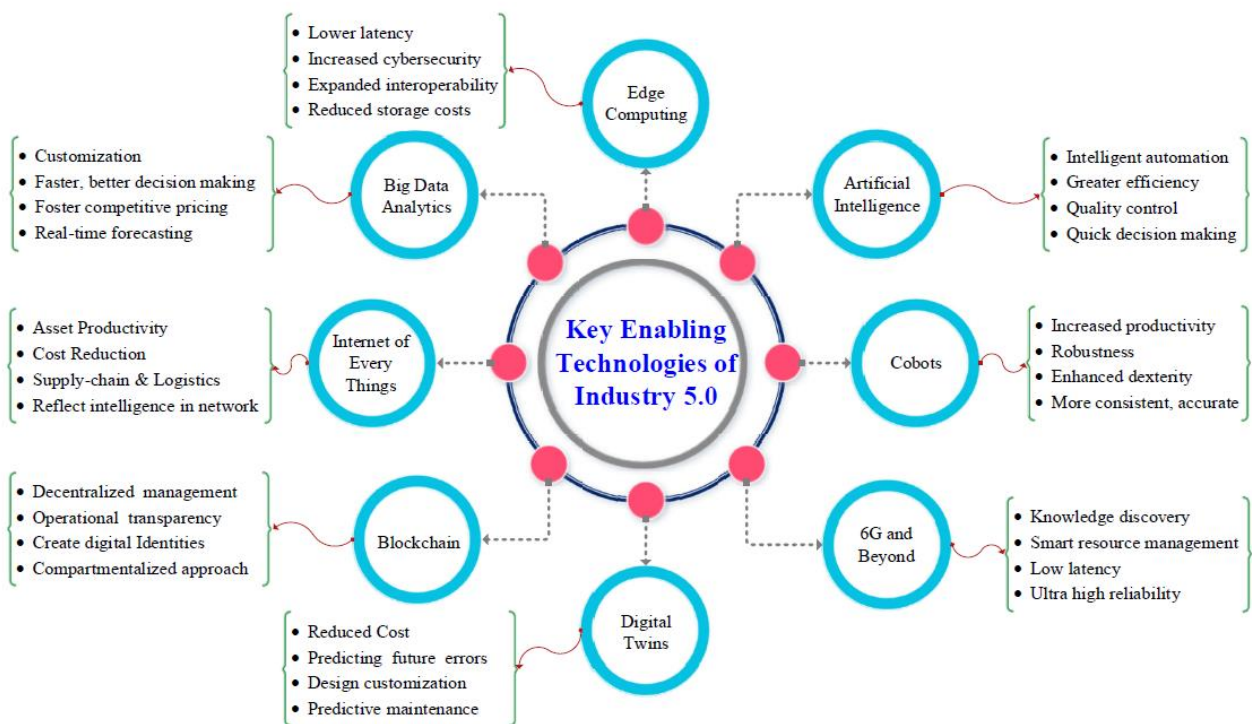 • Lower latency
• Increased cybersecurity
• Expanded interoperability
• Reduced storage costs
Edge
Computing
• Customization
• Faster, better decision making
• Foster competitive pricing
• Real-time forecasting
Big Data
Analytics
Artificial
Intelligence
• Intelligent automation
• Greater efficiency
• Quality control
• Quick decision making
• Asset Productivity
• Cost Reduction
• Supply-chain & Logistics
• Reflect intelligence in network
Internet of
Every
Things
Key Enabling
Technologies of
Industry 5.0
Cobots
• Increased productivity
• Robustness
• Enhanced dexterity
• More consistent, accurate
• Decentralized management
• Operational transparency
• Create digital Identities
• Compartmentalized approach
Blockchain
6G and
Beyond
• Knowledge discovery
• Smart resource management
• Low latency
• Ultra high reliability
• Reduced Cost
• Predicting future errors
• Design customization
• Predictive maintenance
Digital
Twins